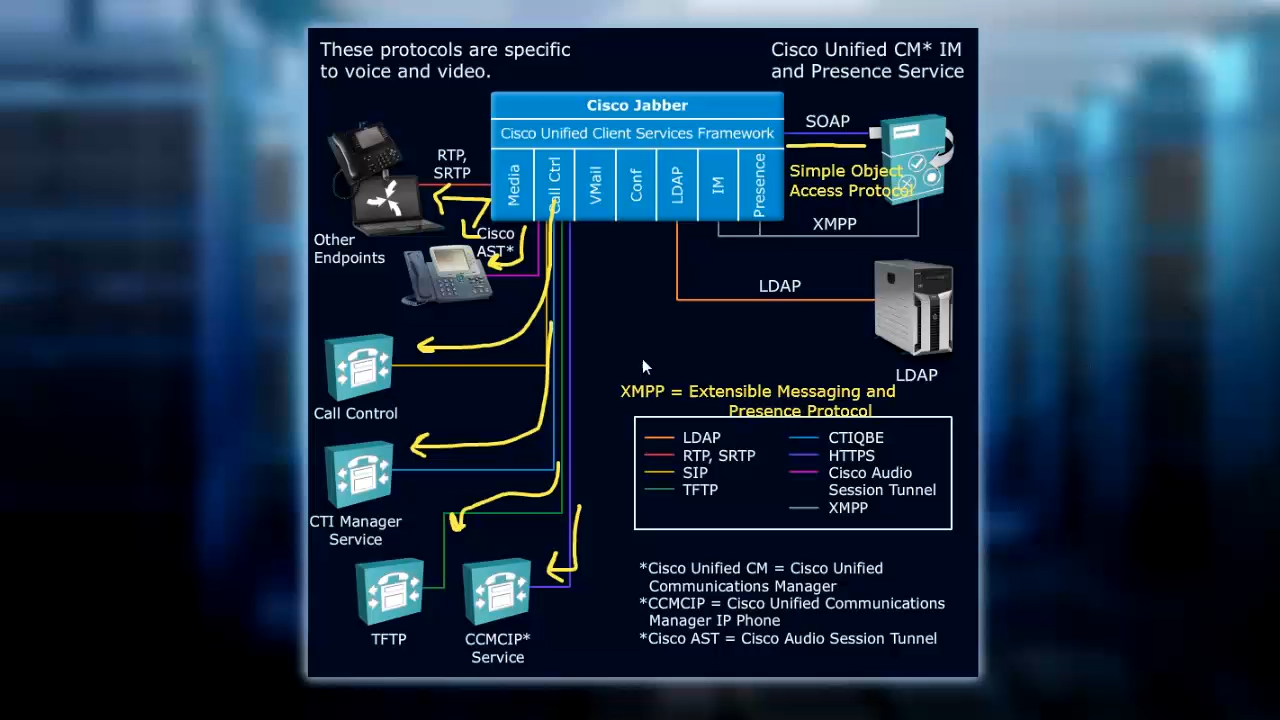 These protocols are specific
to voice and video.
Cisco Unified CM* IM
and Presence Service
Cisco Jabber
Cisco Unified Client Services Framework
Media
Call Ctrl
VMail
Conf
LDAP
IM
Presence
SOAP
Simple Object
Access Protocol
XMPP
RTP,
SRTP
Other
Endpoints
Cisco
AST*
LDAP
LDAP
Call Control
CTI Manager
Service
TFTP
CCMCIP*
Service
XMPP = Extensible Messaging and
Presence Protocol
LDAP
RTP, SRTP
SIP
TFTP
CTIQBE
HTTPS
Cisco Audio
Session Tunnel
XMPP
*Cisco Unified CM = Cisco Unified
Communications Manager
*CCMCIP = Cisco Unified Communications
Manager IP Phone
*Cisco AST = Cisco Audio Session Tunnel